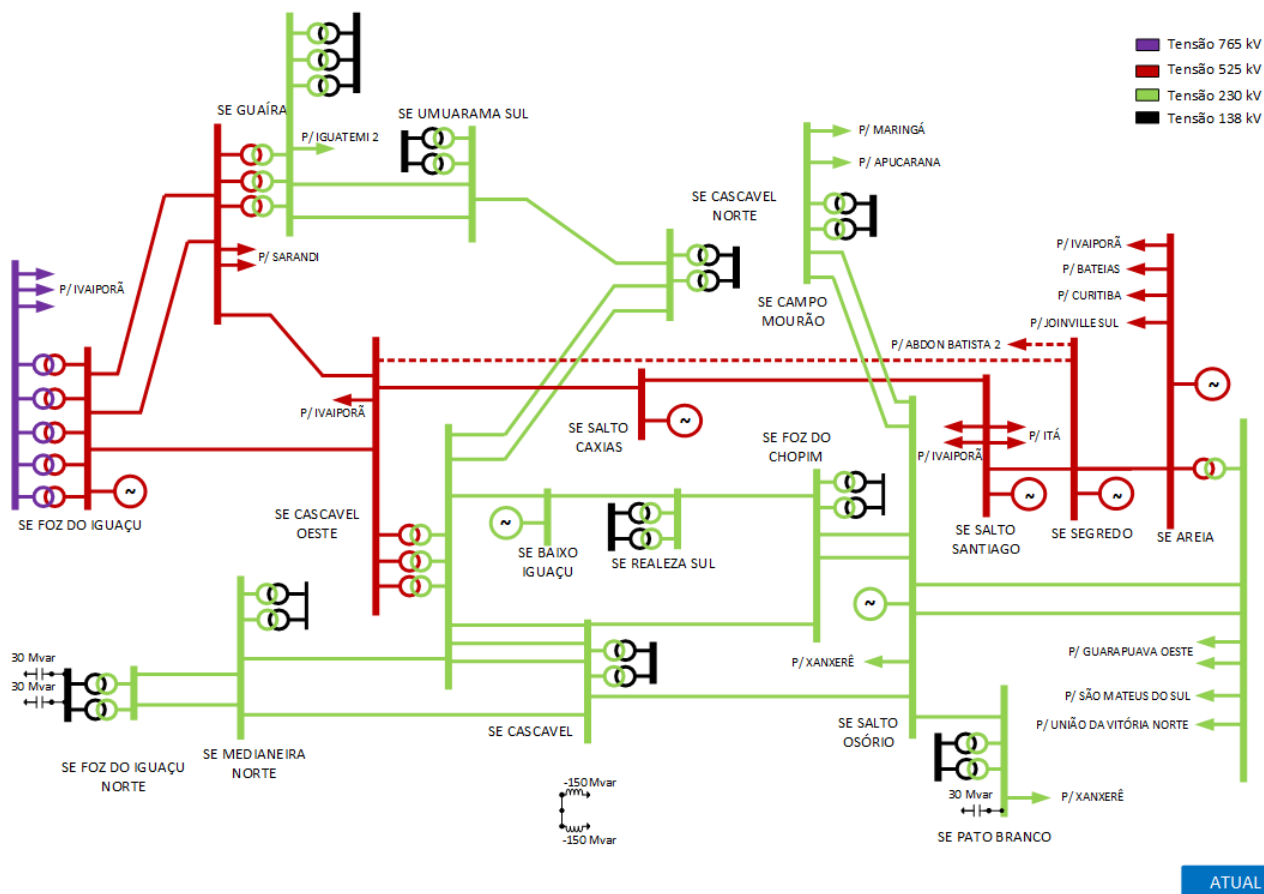 Tensão 765 kV
Tensão 525 kV
Tensão 230 kV
Tensão 138 kV
SE GUAÍRA
P/ IGUATEMI 2
SE UMUARAMA SUL
P/ MARINGÁ
P/ APUCARANA
SE CASCAVEL
NORTE
P/ SARANDI
P/ IVAIPORÃ
SE CAMPO
MOURÃO
P/ IVAIPORÃ
P/ BATEIAS
P/ CURITIBA
P/ JOINVILLE SUL
P/ ABDON BATISTA 2
P/ IVAIPORÃ
~
SE SALTO
CAXIAS
~
SE FOZ DO
CHOPIM
P/ ITÁ
P/IVAIPORÃ
~
SE FOZ DO IGUAÇU
SE CASCAVEL
OESTE
~
SE BAIXO
IGUAÇU
SE REALEZA SUL
~
SE SALTO
SANTIAGO
~
SE SEGREDO
SE AREIA
~
30 Mvar
30 Mvar
SE FOZ DO IGUAÇU
NORTE
SE MEDIANEIRA
NORTE
SE CASCAVEL
P/XANXERÊ
SE SALTO
OSÓRIO
P/ GUARAPUAVA OESTE
P/ SÃO MATEUS DO SUL
P/ UNIÃO DA VITÓRIA NORTE
-150 Mvar
-150 Mvar
30 Mvar
P/XANXERÊ
SE PATO BRANCO
ATUAL